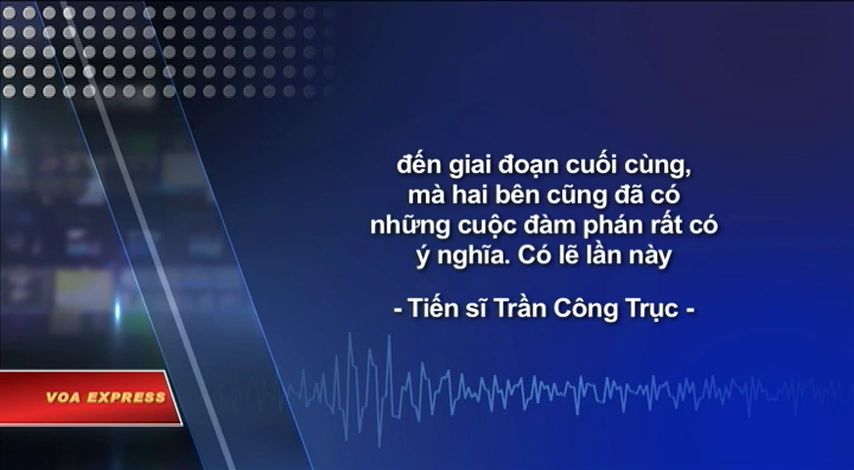 đến giai đoạn cuối cùng,
mà hai bên cũng đã có
những cuộc đàm phán rất có
ý nghĩa. Có lẽ lần này
- Tiến sĩ Trần Công Trục -
VOA EXPRESS